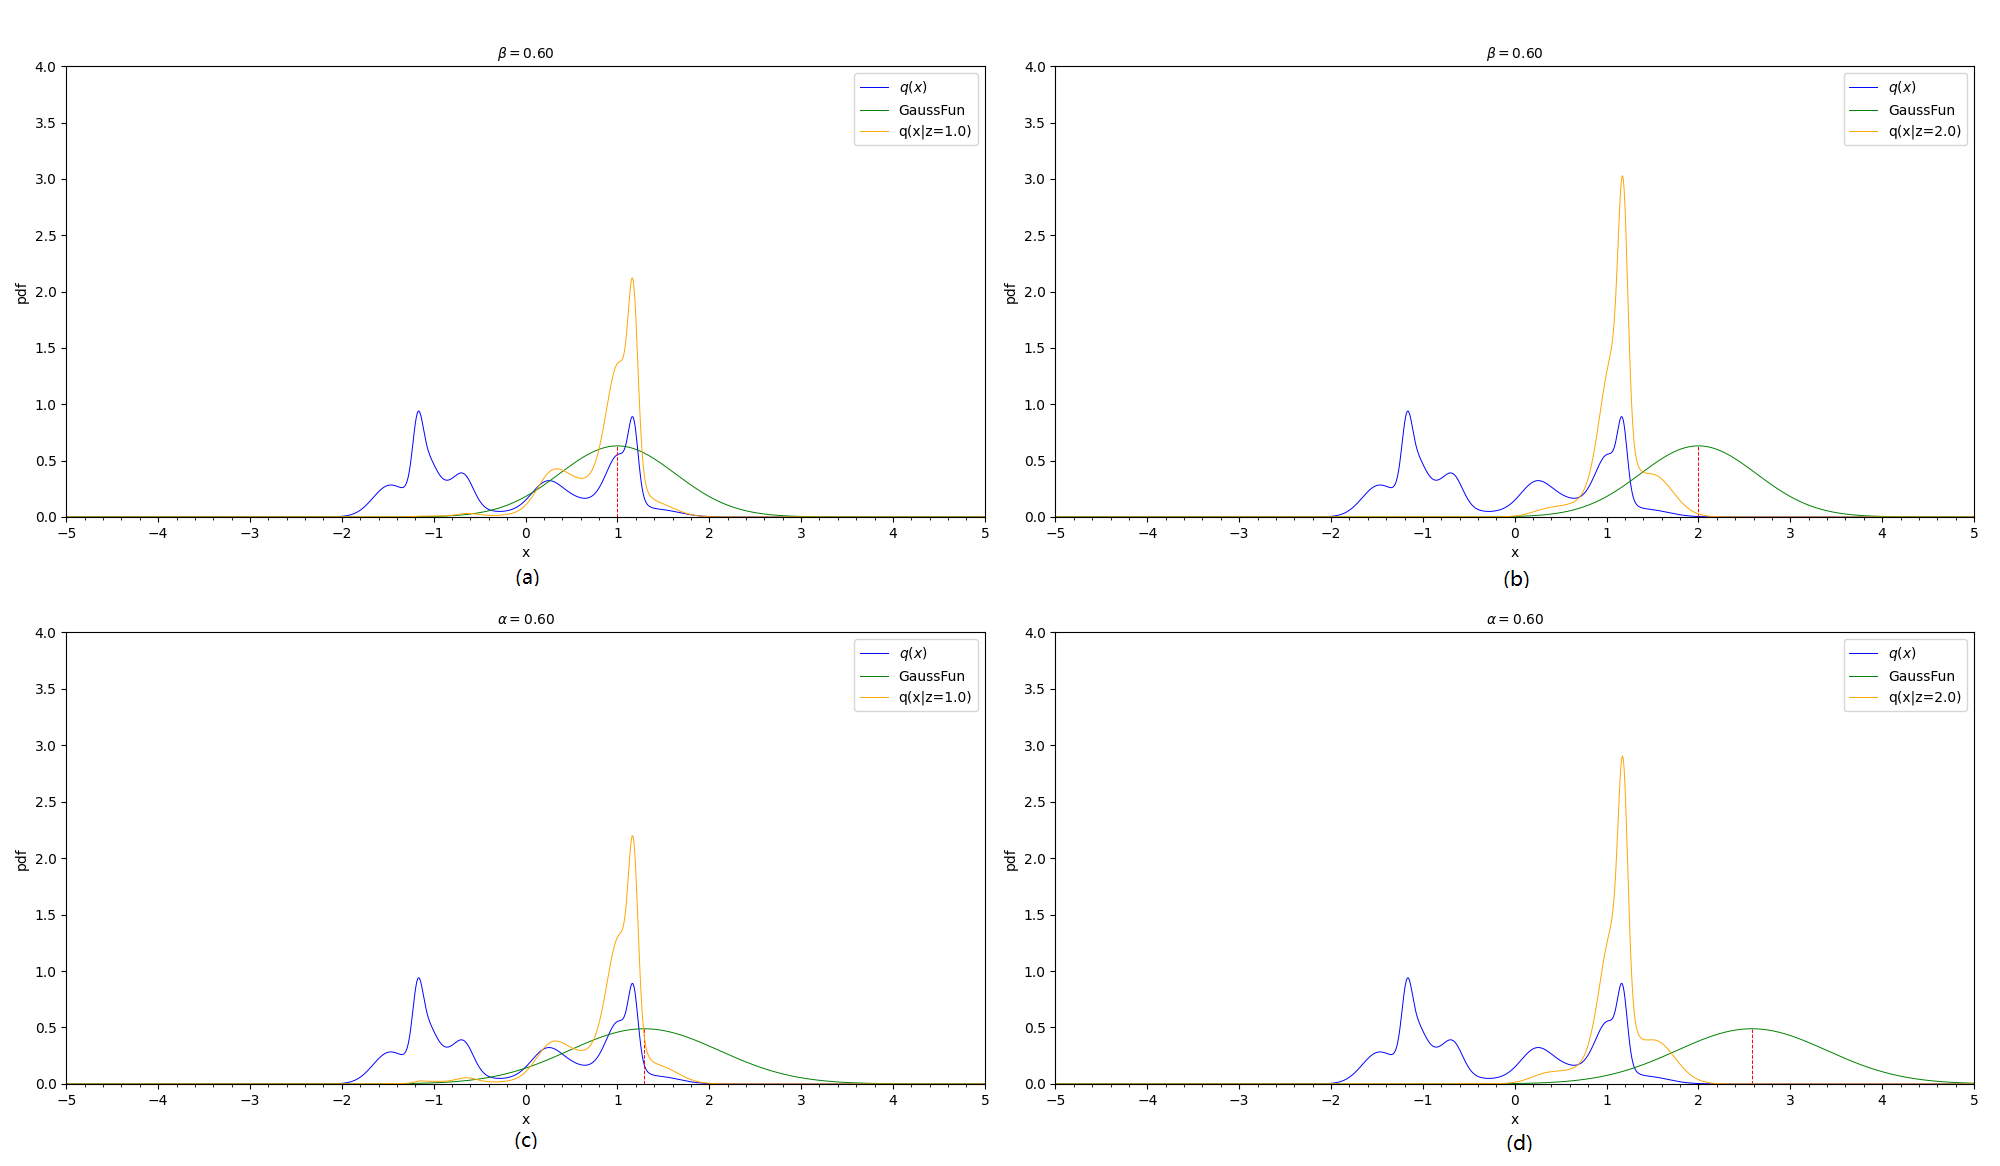 β = 0.60
4.0
3.5
3.0
2.5
2.0
1.5
1.0
0.5
0.0
pdf
q(x)
GaussFun
q(x|z=1.0)
−5 −4 −3 −2 −1 0 1 2 3 4 5
x
(a)
β = 0.60
4.0
3.5
3.0
2.5
2.0
1.5
1.0
0.5
0.0
pdf
q(x)
GaussFun
q(x|z=2.0)
−5 −4 −3 −2 −1 0 1 2 3 4 5
x
(b)
α = 0.60
4.0
3.5
3.0
2.5
2.0
1.5
1.0
0.5
0.0
pdf
q(x)
GaussFun
q(x|z=1.0)
−5 −4 −3 −2 −1 0 1 2 3 4 5
x
(c)
α = 0.60
4.0
3.5
3.0
2.5
2.0
1.5
1.0
0.5
0.0
pdf
q(x)
GaussFun
q(x|z=2.0)
−5 −4 −3 −2 −1 0 1 2 3 4 5
x
(d)